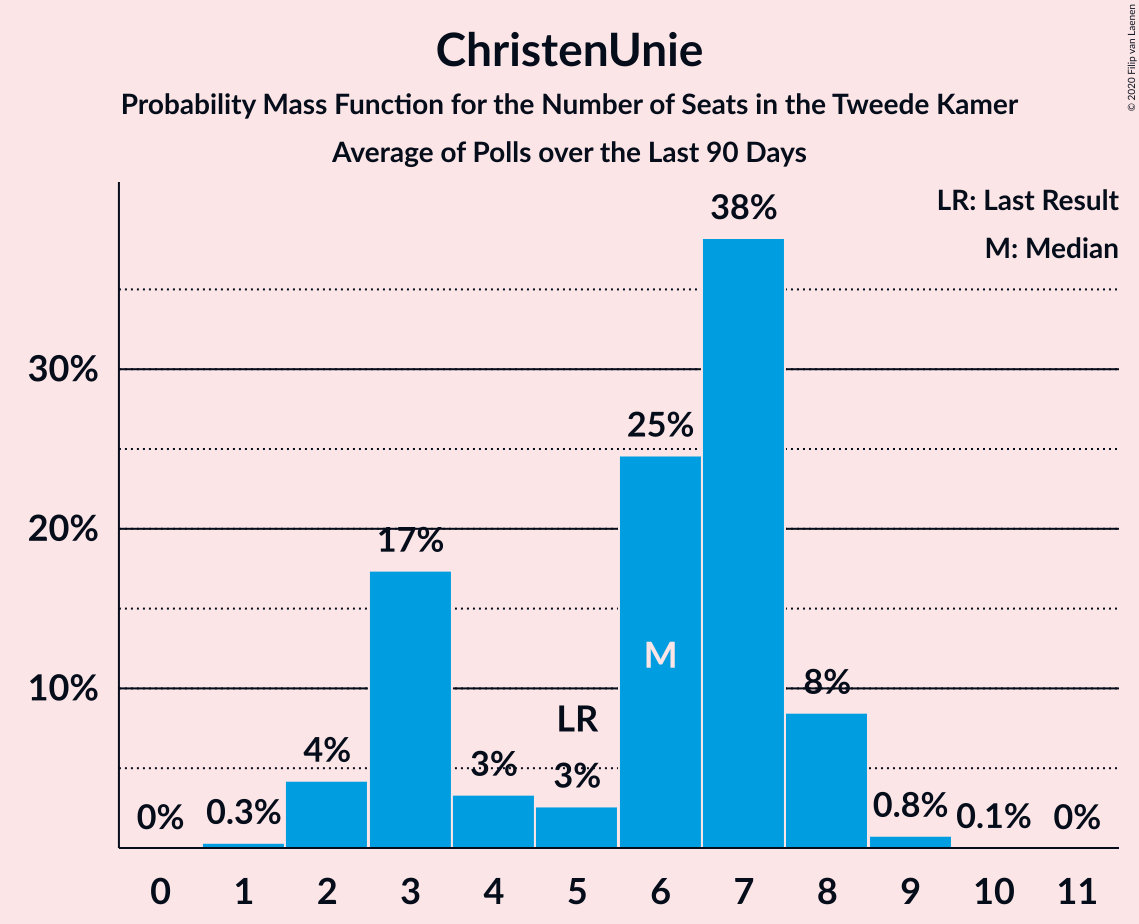 ChristenUnie
Probability Mass Function for the Number of Seats in the Tweede Kamer
Average of Polls over the Last 90 Days
© 2020 Filip van Laenen
LR: Last Result
M: Median
38%
30%
25%
20%
17%
M
10%
8%
LR
4%
3%
3%
0%
0.3%
0.8%
0.1%
0%
0 1 2 3 4 5 6 7 8 9 10 11